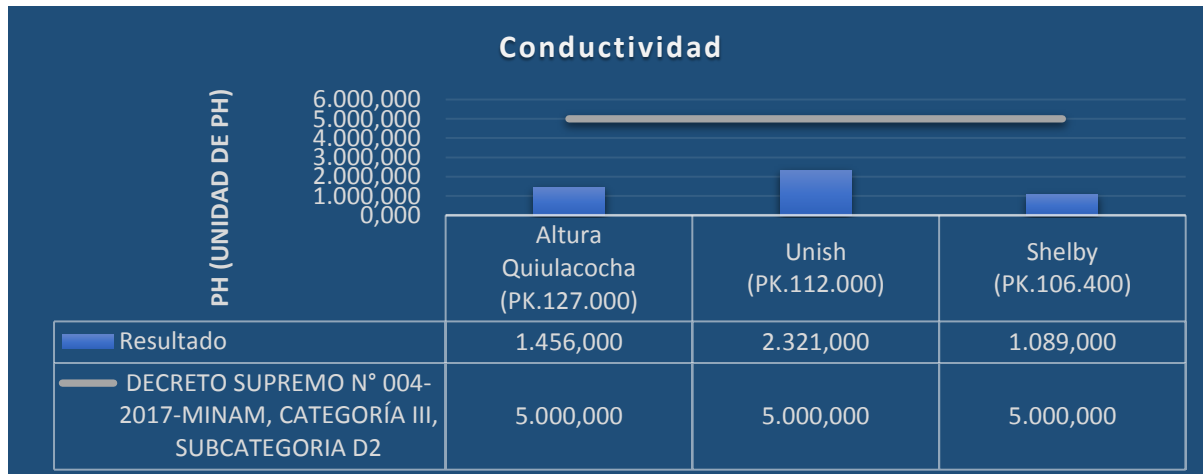 Conductividad
PH (UNIDAD DE PH)
6.000,000
5.000,000
4.000,000
3.000,000
2.000,000
1.000,000
0,000
Altura
Quiulacocha
(PK.127.000)
Unish
(PK.112.000)
Shelby
(PK.106.400)
Resultado 1.456,000 2.321,000 1.089,000
DECRETO SUPREMO N° 004-
2017-MINAM, CATEGORÍA III,
SUBCATEGORIA D2
5.000,000 5.000,000 5.000,000